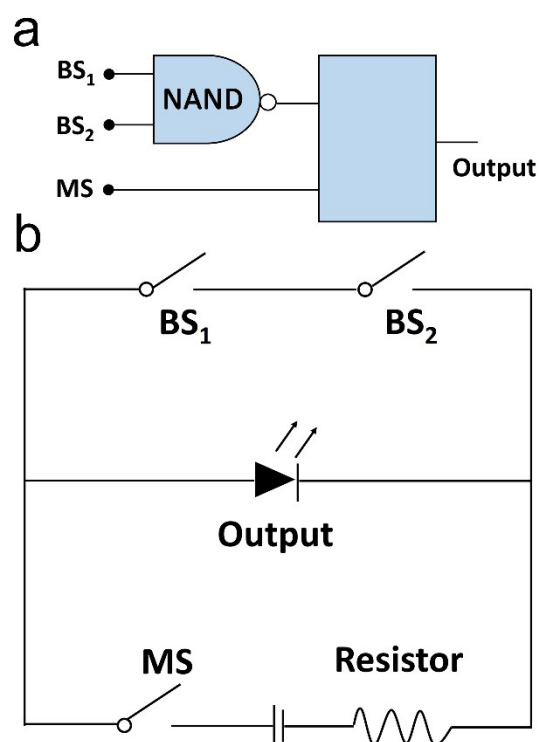 a
BS₁
NAND
BS₂
MS
Output
b
BS₁ BS₂
Output
MS Resistor